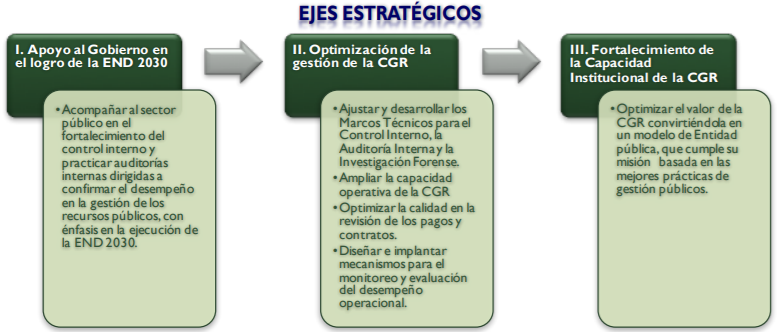 EJES ESTRATÉGICOS
I. Apoyo al Gobierno en
el logro de la END 2030
•Acompañar al sector
público en el
fortalecimiento del
control interno y
practicar auditorías
internas dirigidas a
confirmar el desempeño
en la gestión de los
recursos públicos, con
énfasis en la ejecución de
la END 2030.
II. Optimización de la
gestión de la CGR
•Ajustar y desarrollar los
Marcos Técnicos para el
Control Interno, la
Auditoría Interna y la
Investigación Forense.
•Ampliar la capacidad
operativa de la CGR
•Optimizar la calidad en la
revisión de los pagos y
contratos.
•Diseñar e implantar
mecanismos para el
monitoreo y evaluación
del desempeño
operacional.
III. Fortalecimiento de
la Capacidad
Institucional de la CGR
•Optimizar el valor de la
CGR convirtiéndola en
un modelo de Entidad
pública, que cumple su
misión basada en las
mejores prácticas de
gestión públicos.